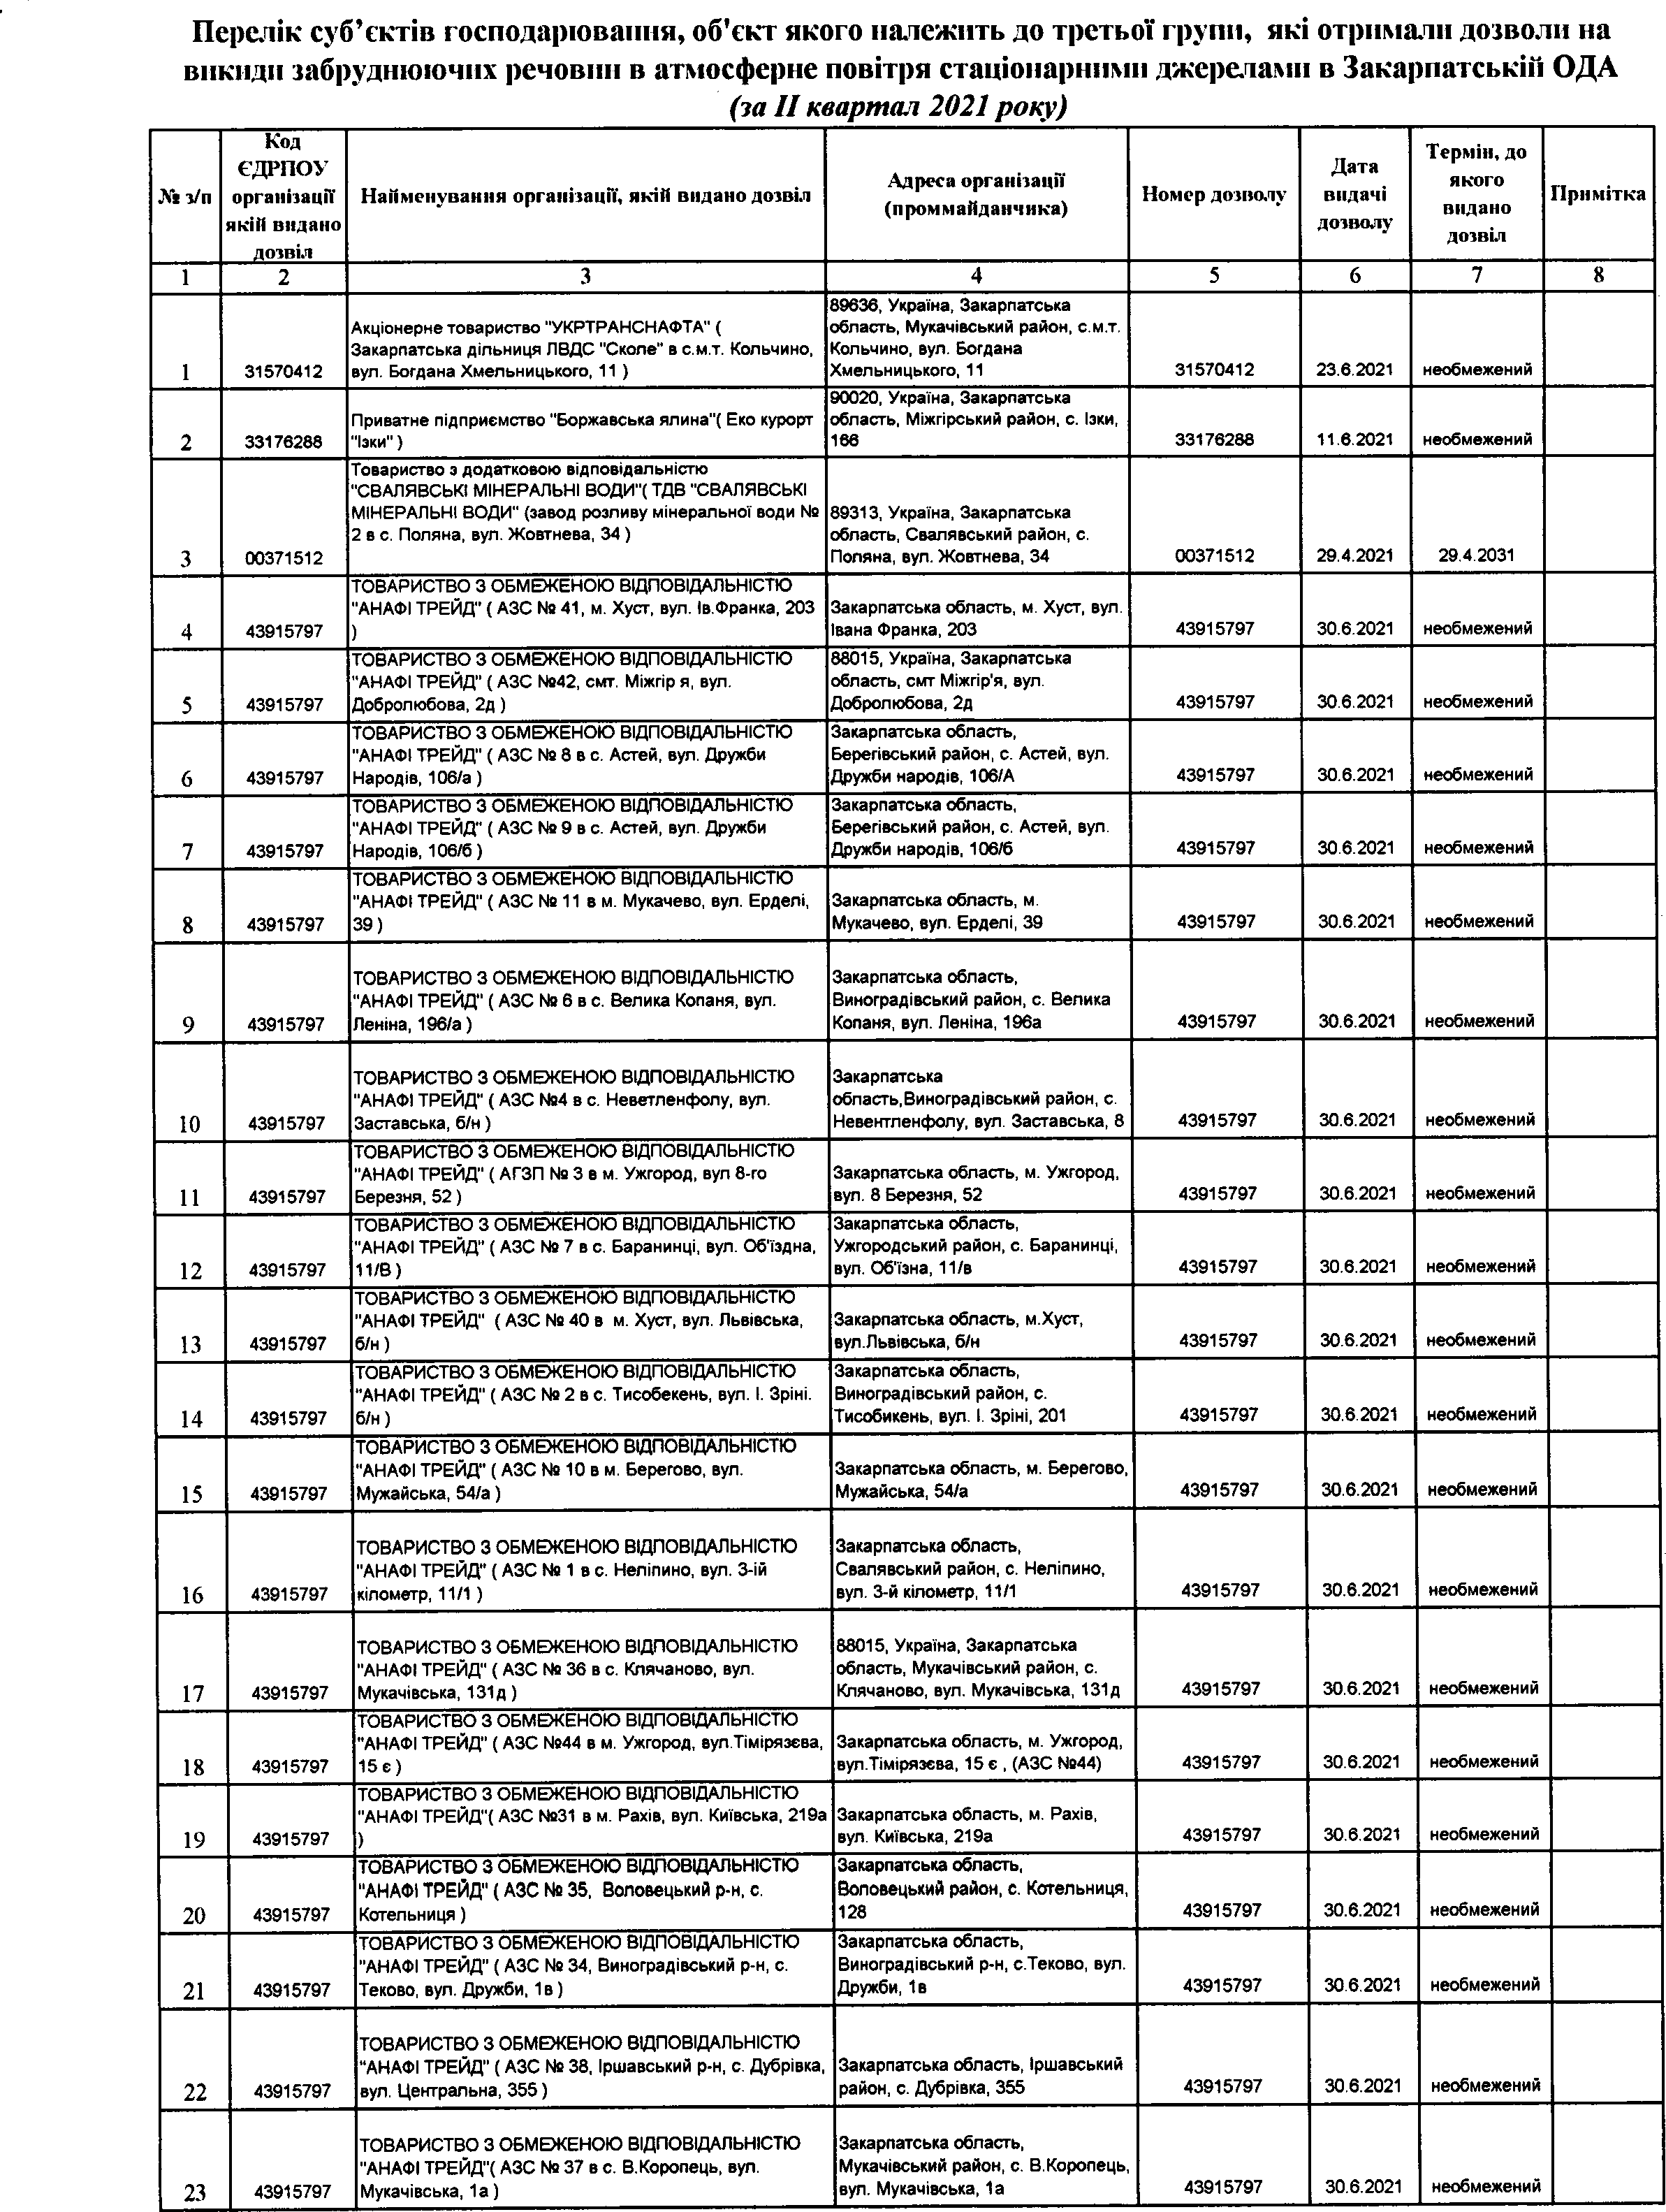 Перелік суб’єктів господарювання, об'єкт якого належить до третьої групи, які отримали дозволи на
викиди забруднюючих речовин в атмосферне повітря стаціонарними джерелами в Закарпатській ОДА
(за II квартал 2021 року)
№ з/п
Код
ЄДРПОУ
організації
якій видано
дозвіл
Найменування організації, якій видано дозвіл
Адреса організації
(проммайданчика)
Номер дозволу
Дата
видачі
дозволу
Термін, до
якого
видано
дозвіл
Примітка
1 2 3 4 5 6 7 8
Акціонерне товариство "УКРТРАНСНАФТА" (
Закарпатська дільниця ЛВДС "Сколе" в с.м.т. Кольчино,
вул. Богдана Хмельницького, 11 )
89636, Україна, Закарпатська
область, Мукачівський район, с.м.т.
Кольчино, вул. Богдана
Хмельницького, 11
1 31570412 31570412 23.6.2021 необмежений
Приватне підприємство "Боржавська ялина"( Еко курорт
"Ізки" )
90020, Україна, Закарпатська
область, Міжгірський район, с. Ізки,
166
2 33176288 33176288 11.6.2021 необмежений
Товариство з додатковою відповідальністю
"СВАЛЯВСЬКІ МІНЕРАЛЬНІ ВОДИ"( ТДВ "СВАЛЯВСЬКІ
МІНЕРАЛЬНІ ВОДИ" (завод розливу мінеральної води №
2 в с. Поляна, вул. Жовтнева, 34 )
89313, Україна, Закарпатська
область, Свалявський район, с.
Поляна, вул. Жовтнева, 34
3 00371512 00371512 29.4.2021 29.4.2031
ТОВАРИСТВО З ОБМЕЖЕНОЮ ВІДПОВІДАЛЬНІСТЮ
"АНАФІ ТРЕЙД" ( АЗС № 41, м. Хуст, вул. Ів.Франка, 203
)
Закарпатська область, м. Хуст, вул.
Івана Франка, 203
4 43915797 43915797 30.6.2021 необмежений
ТОВАРИСТВО З ОБМЕЖЕНОЮ ВІДПОВІДАЛЬНІСТЮ
"АНАФІ ТРЕЙД" ( АЗС №42, смт. Міжгір я, вул.
Добролюбова, 2д )
88015, Україна, Закарпатська
область, смт Міжгір'я, вул.
Добролюбова, 2д
5 43915797 43915797 30.6.2021 необмежений
ТОВАРИСТВО З ОБМЕЖЕНОЮ ВІДПОВІДАЛЬНІСТЮ
"АНАФІ ТРЕЙД" ( АЗС № 8 в с. Астей, вул. Дружби
Народів, 106/а )
Закарпатська область,
Берегівський район, с. Астей, вул.
Дружби народів, 106/А
6 43915797 43915797 30.6.2021 необмежений
ТОВАРИСТВО З ОБМЕЖЕНОЮ ВІДПОВІДАЛЬНІСТЮ
"АНАФІ ТРЕЙД" ( АЗС № 9 в с. Астей, вул. Дружби
Народів, 106/б )
Закарпатська область,
Берегівський район, с. Астей, вул.
Дружби народів, 106/б
7 43915797 43915797 30.6.2021 необмежений
ТОВАРИСТВО З ОБМЕЖЕНОЮ ВІДПОВІДАЛЬНІСТЮ
"АНАФІ ТРЕЙД" ( АЗС № 11 в м. Мукачево, вул. Ерделі,
39 )
Закарпатська область, м.
Мукачево, вул. Ерделі, 39
8 43915797 43915797 30.6.2021 необмежений
ТОВАРИСТВО З ОБМЕЖЕНОЮ ВІДПОВІДАЛЬНІСТЮ
"АНАФІ ТРЕЙД" ( АЗС № 6 в с. Велика Копаня, вул.
Леніна, 196/а )
Закарпатська область,
Виноградівський район, с. Велика
Копаня, вул. Леніна, 196а
9 43915797 43915797 30.6.2021 необмежений
ТОВАРИСТВО З ОБМЕЖЕНОЮ ВІДПОВІДАЛЬНІСТЮ
"АНАФІ ТРЕЙД" ( АЗС №4 в с. Неветленфолу, вул.
Заставська, б/н )
Закарпатська
область,Виноградівський район, с.
Невентленфолу, вул. Заставська, 8
10 43915797 43915797 30.6.2021 необмежений
ТОВАРИСТВО З ОБМЕЖЕНОЮ ВІДПОВІДАЛЬНІСТЮ
"АНАФІ ТРЕЙД" ( АГЗП № 3 в м. Ужгород, вул 8-го
Березня, 52 )
Закарпатська область, м. Ужгород,
вул. 8 Березня, 52
11 43915797 43915797 30.6.2021 необмежений
ТОВАРИСТВО З ОБМЕЖЕНОЮ ВІДПОВІДАЛЬНІСТЮ
"АНАФІ ТРЕЙД" ( АЗС № 7 в с. Баранинці, вул. Об'їздна,
11/В )
Закарпатська область,
Ужгородський район, с. Баранинці,
вул. Об'їзна, 11/в
12 43915797 43915797 30.6.2021 необмежений
ТОВАРИСТВО З ОБМЕЖЕНОЮ ВІДПОВІДАЛЬНІСТЮ
"АНАФІ ТРЕЙД" ( АЗС № 40 в м. Хуст, вул. Львівська,
б/н )
Закарпатська область, м.Хуст,
вул.Львівська, б/н
13 43915797 43915797 30.6.2021 необмежений
ТОВАРИСТВО З ОБМЕЖЕНОЮ ВІДПОВІДАЛЬНІСТЮ
"АНАФІ ТРЕЙД" ( АЗС № 2 в с. Тисобекень, вул. І. Зріні.
б/н )
Закарпатська область,
Виноградівський район, с.
Тисобикень, вул. І. Зріні, 201
14 43915797 43915797 30.6.2021 необмежений
ТОВАРИСТВО З ОБМЕЖЕНОЮ ВІДПОВІДАЛЬНІСТЮ
"АНАФІ ТРЕЙД" ( АЗС № 10 в м. Берегово, вул.
Мужайська, 54/а )
Закарпатська область, м. Берегово,
Мужайська, 54/а
15 43915797 43915797 30.6.2021 необмежений
ТОВАРИСТВО З ОБМЕЖЕНОЮ ВІДПОВІДАЛЬНІСТЮ
"АНАФІ ТРЕЙД" ( АЗС № 1 в с. Неліпино, вул. 3-ій
кілометр, 11/1 )
Закарпатська область,
Свалявський район, с. Неліпино,
вул. 3-й кілометр, 11/1
16 43915797 43915797 30.6.2021 необмежений
ТОВАРИСТВО З ОБМЕЖЕНОЮ ВІДПОВІДАЛЬНІСТЮ
"АНАФІ ТРЕЙД" ( АЗС № 36 в с. Клячаново, вул.
Мукачівська, 131д )
88015, Україна, Закарпатська
область, Мукачівський район, с.
Клячаново, вул. Мукачівська, 131д
17 43915797 43915797 30.6.2021 необмежений
ТОВАРИСТВО З ОБМЕЖЕНОЮ ВІДПОВІДАЛЬНІСТЮ
"АНАФІ ТРЕЙД" ( АЗС №44 в м. Ужгород, вул.Тімірязєва,
15 є )
Закарпатська область, м. Ужгород,
вул.Тімірязєва, 15 є , (АЗС №44)
18 43915797 43915797 30.6.2021 необмежений
ТОВАРИСТВО З ОБМЕЖЕНОЮ ВІДПОВІДАЛЬНІСТЮ
"АНАФІ ТРЕЙД"( АЗС №31 в м. Рахів, вул. Київська, 219а
)
Закарпатська область, м. Рахів,
вул. Київська, 219а
19 43915797 43915797 30.6.2021 необмежений
ТОВАРИСТВО З ОБМЕЖЕНОЮ ВІДПОВІДАЛЬНІСТЮ
"АНАФІ ТРЕЙД" ( АЗС № 35, Воловецький р-н, с.
Котельниця )
Закарпатська область,
Воловецький район, с. Котельниця,
128
20 43915797 43915797 30.6.2021 необмежений
ТОВАРИСТВО З ОБМЕЖЕНОЮ ВІДПОВІДАЛЬНІСТЮ
"АНАФІ ТРЕЙД" ( АЗС № 34, Виноградівський р-н, с.
Теково, вул. Дружби, 1в )
Закарпатська область,
Виноградівський р-н, с.Теково, вул.
Дружби, 1в
21 43915797 43915797 30.6.2021 необмежений
ТОВАРИСТВО З ОБМЕЖЕНОЮ ВІДПОВІДАЛЬНІСТЮ
"АНАФІ ТРЕЙД" ( АЗС № 38, Іршавський р-н, с. Дубрівка,
вул. Центральна, 355 )
Закарпатська область, Іршавський
район, с. Дубрівка, 355
22 43915797 43915797 30.6.2021 необмежений
ТОВАРИСТВО З ОБМЕЖЕНОЮ ВІДПОВІДАЛЬНІСТЮ
"АНАФІ ТРЕЙД"( АЗС № 37 в с. В.Коропець, вул.
Мукачівська, 1а )
Закарпатська область,
Мукачівський район, с. В.Коропець,
вул. Мукачівська, 1а
23 43915797 43915797 30.6.2021 необмежений